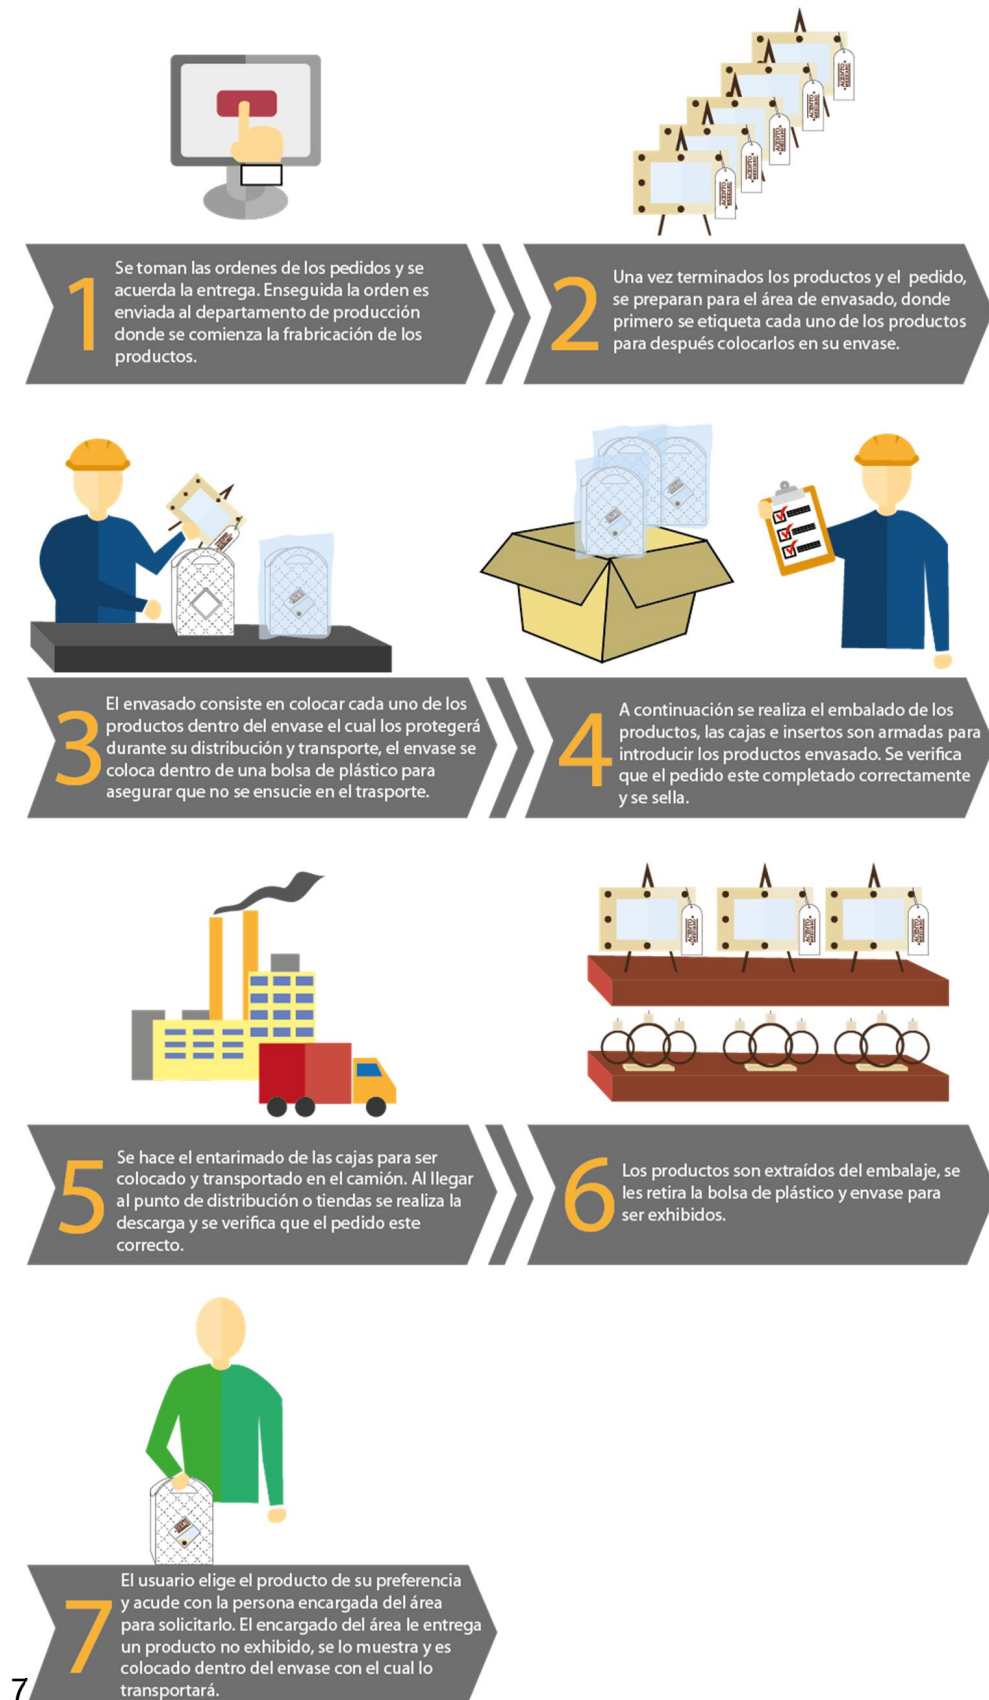 1
Se toman las ordenes de los pedidos y se
acuerda la entrega. Enseguida la orden es
enviada al departamento de producción
donde se comienza la frabricación de los
productos.
2
Una vez terminados los productos y el pedido,
se preparan para el área de envasado, donde
primero se etiqueta cada uno de los productos
para después colocarlos en su envase.
3
El envasado consiste en colocar cada uno de los
productos dentro del envase el cual los protegerá
durante su distribución y transporte, el envase se
coloca dentro de una bolsa de plástico para
asegurar que no se ensucie en el trasporte.
4
A continuación se realiza el embalado de los
productos, las cajas e insertos son armadas para
introducir los productos envasado. Se verifica
que el pedido este completado correctamente
y se sella.
5
Se hace el entarimado de las cajas para ser
colocado y transportado en el camión. Al llegar
al punto de distribución o tiendas se realiza la
descarga y se verifica que el pedido este
correcto.
6
Los productos son extraídos del embalaje, se
les retira la bolsa de plástico y envase para
ser exhibidos.
7
El usuario elige el producto de su preferencia
y acude con la persona encargada del área
para solicitarlo. El encargado del área le entrega
un producto no exhibido, se lo muestra y es
colocado dentro del envase con el cual lo
transportará.
7